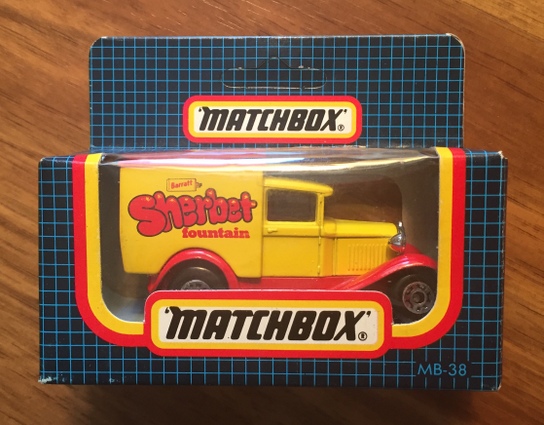 'MATCHBOX'®
Barratt
Sherbet
fountain
'MATCHBOX'®
MB-38